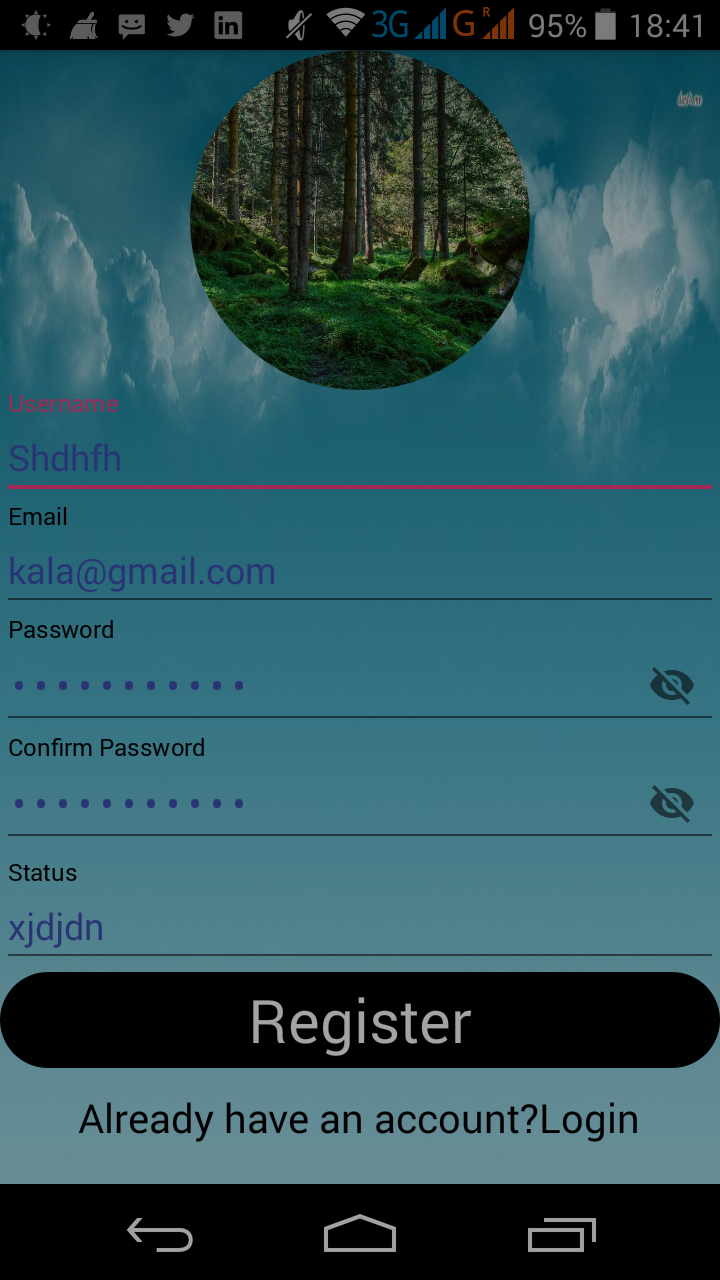 3G G R 95% 18:41
Username
Shdhfh
Email
kala@gmail.com
Password
Confirm Password
Status
xjdjdn
Register
Already have an account?Login